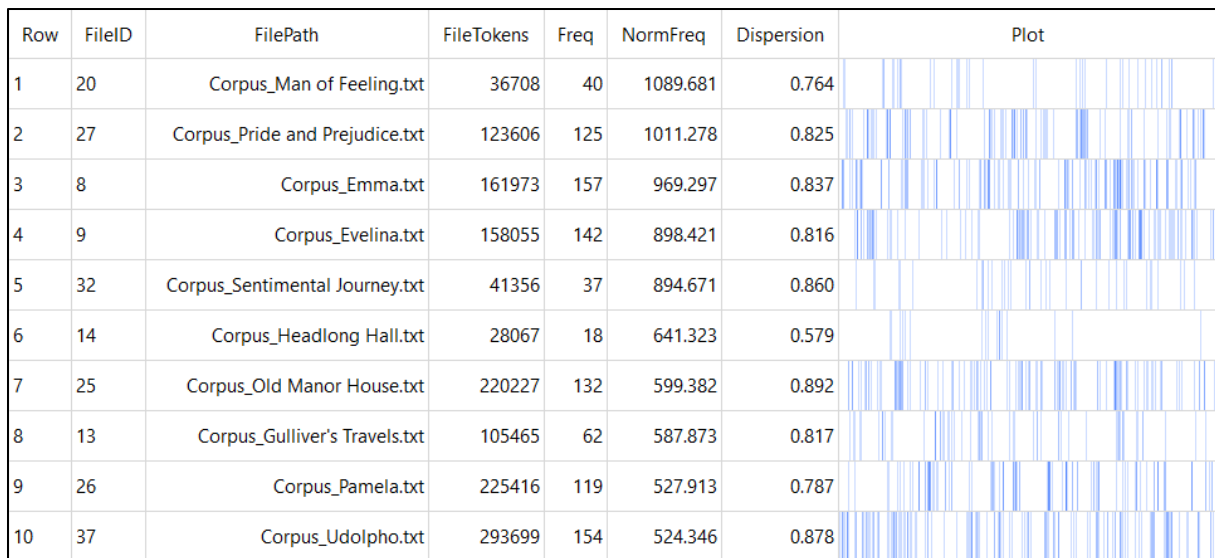 Row FileID FilePath FileTokens Freq NormFreq Dispersion Plot
1 20 Corpus_Man of Feeling.txt 36708 40 1089.681 0.764
2 27 Corpus_Pride and Prejudice.txt 123606 125 1011.278 0.825
3 8 Corpus_Emma.txt 161973 157 969.297 0.837
4 9 Corpus_Evelina.txt 158055 142 898.421 0.816
5 32 Corpus_Sentimental Journey.txt 41356 37 894.671 0.860
6 14 Corpus_Headlong Hall.txt 28067 18 641.323 0.579
7 25 Corpus_Old Manor House.txt 220227 132 599.382 0.892
8 13 Corpus_Gulliver's Travels.txt 105465 62 587.873 0.817
9 26 Corpus_Pamela.txt 225416 119 527.913 0.787
10 37 Corpus_Udolpho.txt 293699 154 524.346 0.878